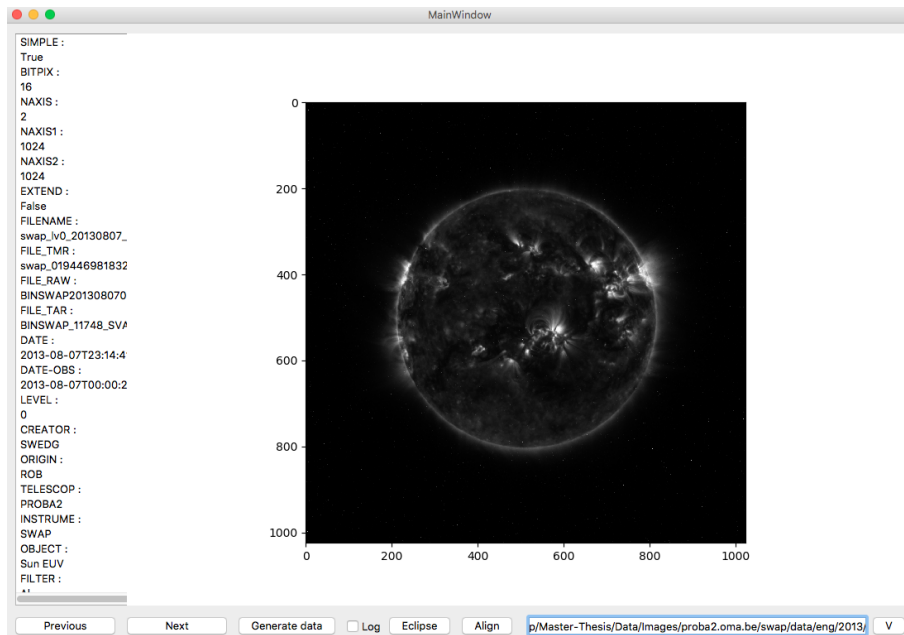 MainWindow
SIMPLE :
True
BITPIX :
16
NAXIS :
2
NAXIS1 :
1024
NAXIS2 :
1024
EXTEND :
False
FILENAME :
swap_lv0_20130807_
FILE_TMR :
swap_019446981832
FILE_RAW :
BINSWAP201308070
FILE_TAR :
BINSWAP_11748_SVA
DATE :
2013-08-07T23:14:4
DATE-OBS :
2013-08-07T00:00:2
LEVEL :
0
CREATOR :
SWEDG
ORIGIN :
ROB
TELESCOP :
PROBA2
INSTRUME :
SWAP
OBJECT :
Sun EUV
FILTER :
0
200
400
600
800
1000
0 200 400 600 800 1000
Previous Next Generate data Log Eclipse Align p/Master-Thesis/Data/Images/proba2.oma.be/swap/data/eng/2013/ V